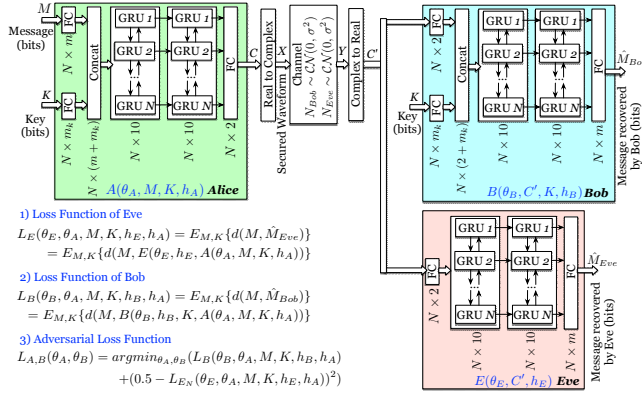 M
Message
(bits)
FC
N × m
K
Key
(bits)
FC
N × m_k
Concat
N × (m + m_k)
GRU 1
GRU 2
GRU N
N × 10
GRU 1
GRU 2
GRU N
N × 10
FC
N × 2
A(θ_A, M, K, h_A) Alice
C
Real to Complex
X
Secured Waveform
Channel
N_Bob ∼ CN(0, σ²)
N_Eve ∼ CN(0, σ²)
Y
Complex to Real
C′
FC
N × 2
K
Key
(bits)
FC
N × m_k
Concat
N × (2 + m_k)
GRU 1
GRU 2
GRU N
N × 10
GRU 1
GRU 2
GRU N
N × 10
FC
N × m
M̂_Bo
Message recovered
by Bob (bits)
B(θ_B, C′, K, h_B) Bob
FC
N × 2
GRU 1
GRU 2
GRU N
N × 10
GRU 1
GRU 2
GRU N
N × 10
FC
N × m
M̂_Eve
Message recovered
by Eve (bits)
E(θ_E, C′, h_E) Eve
1) Loss Function of Eve
L_E(θ_E, θ_A, M, K, h_E, h_A) = E_{M,K}{d(M, M̂_Eve)}
= E_{M,K}{d(M, E(θ_E, h_E, A(θ_A, M, K, h_A))}
2) Loss Function of Bob
L_B(θ_B, θ_A, M, K, h_B, h_A) = E_{M,K}{d(M, M̂_Bob)}
= E_{M,K}{d(M, B(θ_B, h_B, K, A(θ_A, M, K, h_A))}
3) Adversarial Loss Function
L_{A,B}(θ_A, θ_B) = argmin_{θ_A,θ_B}(L_B(θ_B, θ_A, M, K, h_B, h_A)
+(0.5 − L_{E_N}(θ_E, θ_A, M, K, h_E, h_A))²)